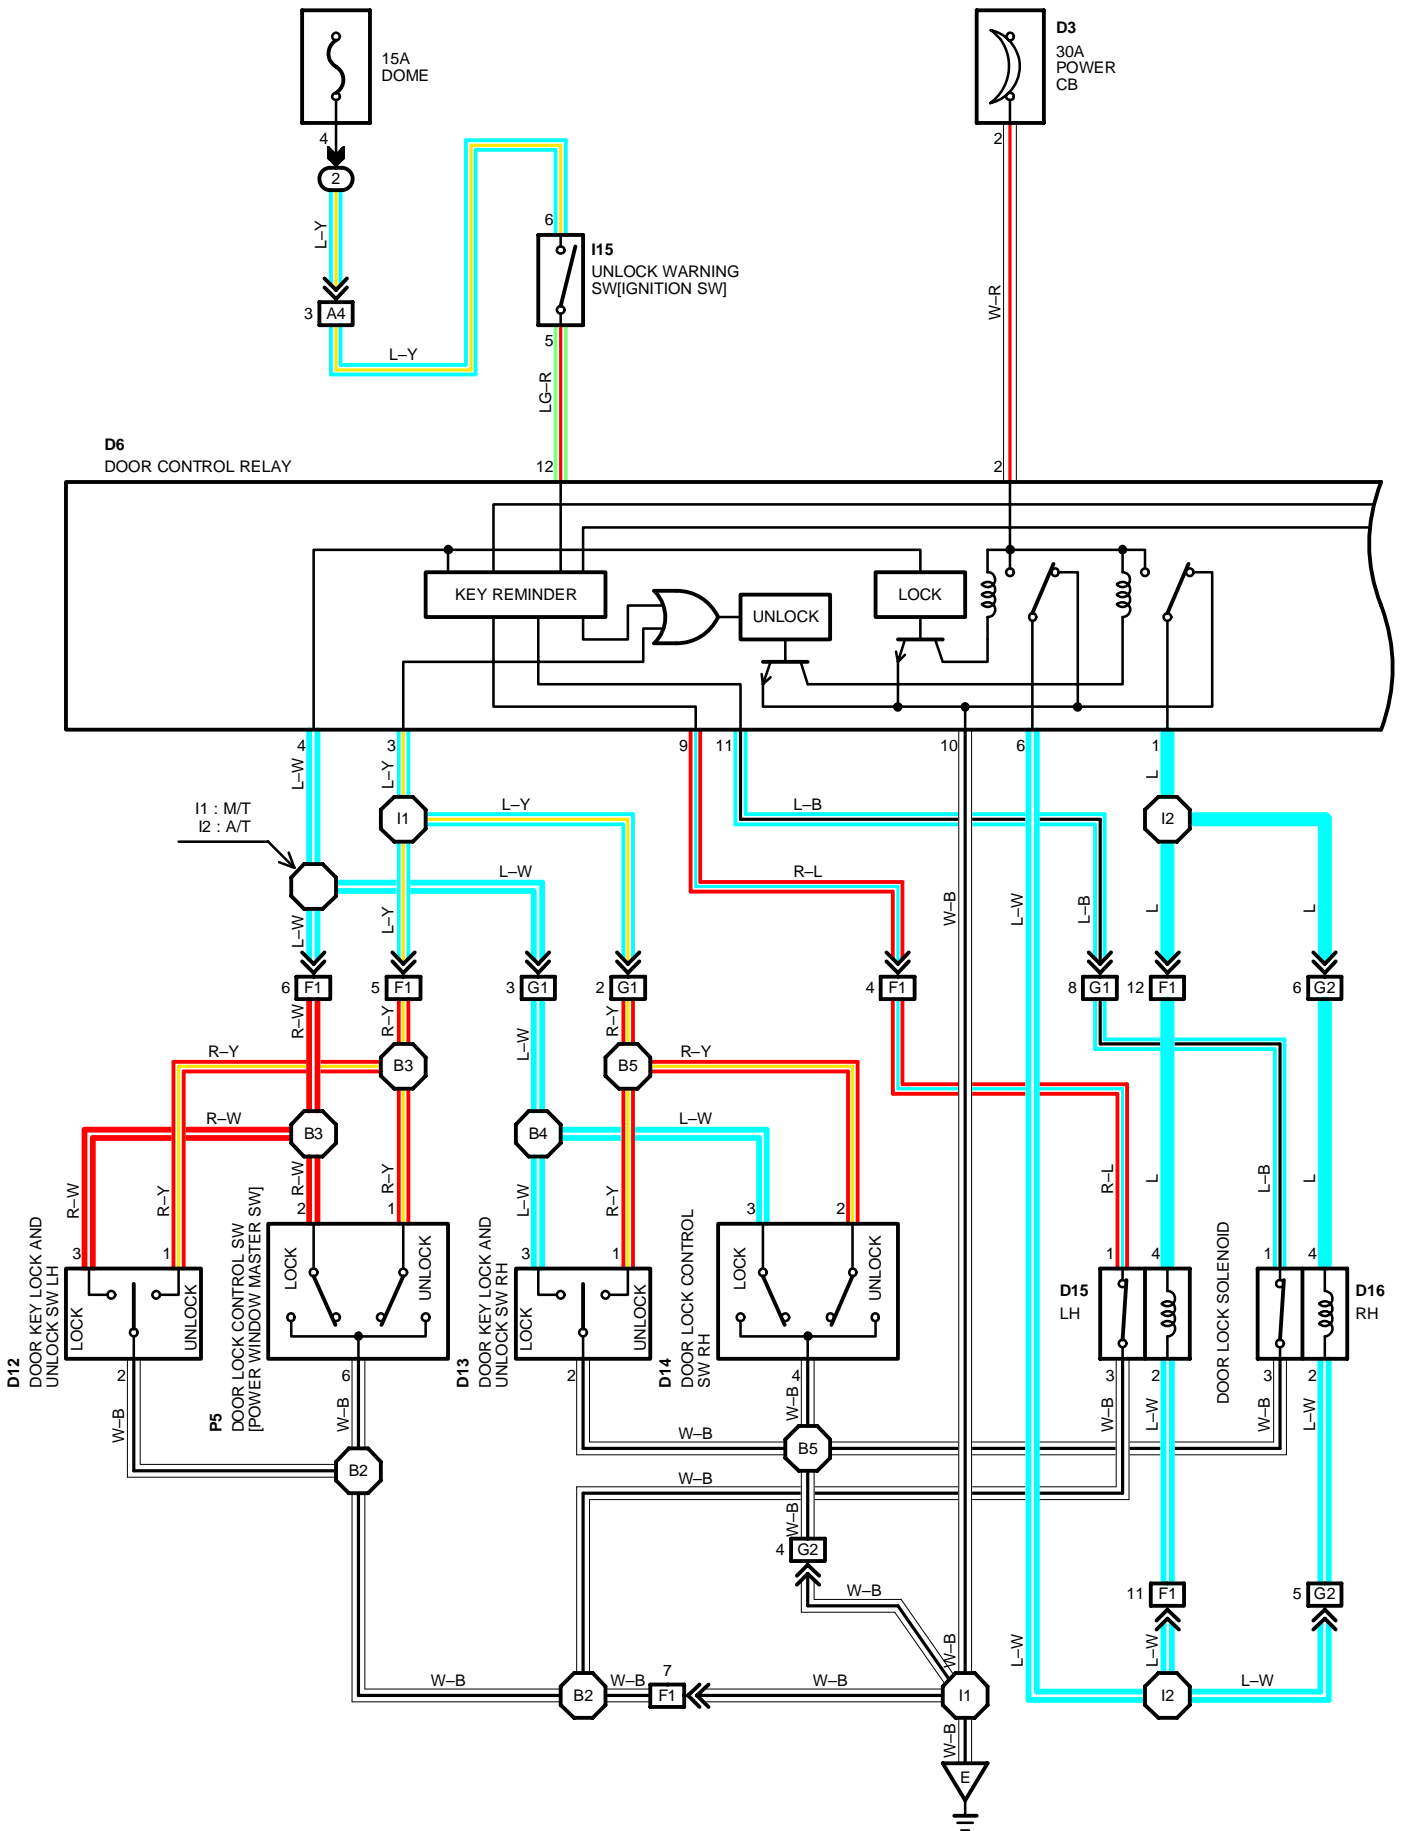 15A
DOME
D3
30A
POWER
CB
4
2
2
L–Y
6
I15
UNLOCK WARNING
SW[IGNITION SW]
W–R
3
A4
5
L–Y
LG–R
D6
DOOR CONTROL RELAY
12
2
KEY REMINDER
UNLOCK
LOCK
4
3
9
11
10
6
1
L–W
L–Y
L
I1 : M/T
I2 : A/T
I1
L–Y
L–B
I2
L–W
R–L
L–W
L–Y
W–B
L–W
L–B
L
L
6
F1
5
F1
3
G1
2
G1
4
F1
8
G1
12
F1
6
G2
R–W
R–Y
L–W
R–Y
R–Y
B3
B5
R–Y
R–W
B3
B4
L–W
R–W
R–Y
R–W
R–Y
L–W
R–Y
R–L
L
L–B
L
2
1
3
2
3
1
3
1
1
4
1
4
LOCK
UNLOCK
LOCK
UNLOCK
LOCK
UNLOCK
LOCK
UNLOCK
D12
DOOR KEY LOCK AND
UNLOCK SW LH
P5
DOOR LOCK CONTROL SW
[POWER WINDOW MASTER SW]
D13
DOOR KEY LOCK AND
UNLOCK SW RH
D14
DOOR LOCK CONTROL
SW RH
D15
LH
DOOR LOCK SOLENOID
D16
RH
2
6
2
4
3
2
3
2
W–B
W–B
W–B
W–B
L–W
W–B
L–W
W–B
B5
B2
W–B
W–B
4
G2
W–B
11
F1
5
G2
W–B
L–W
L–W
W–B
B2
W–B
7
F1
W–B
I1
I2
L–W
W–B
E